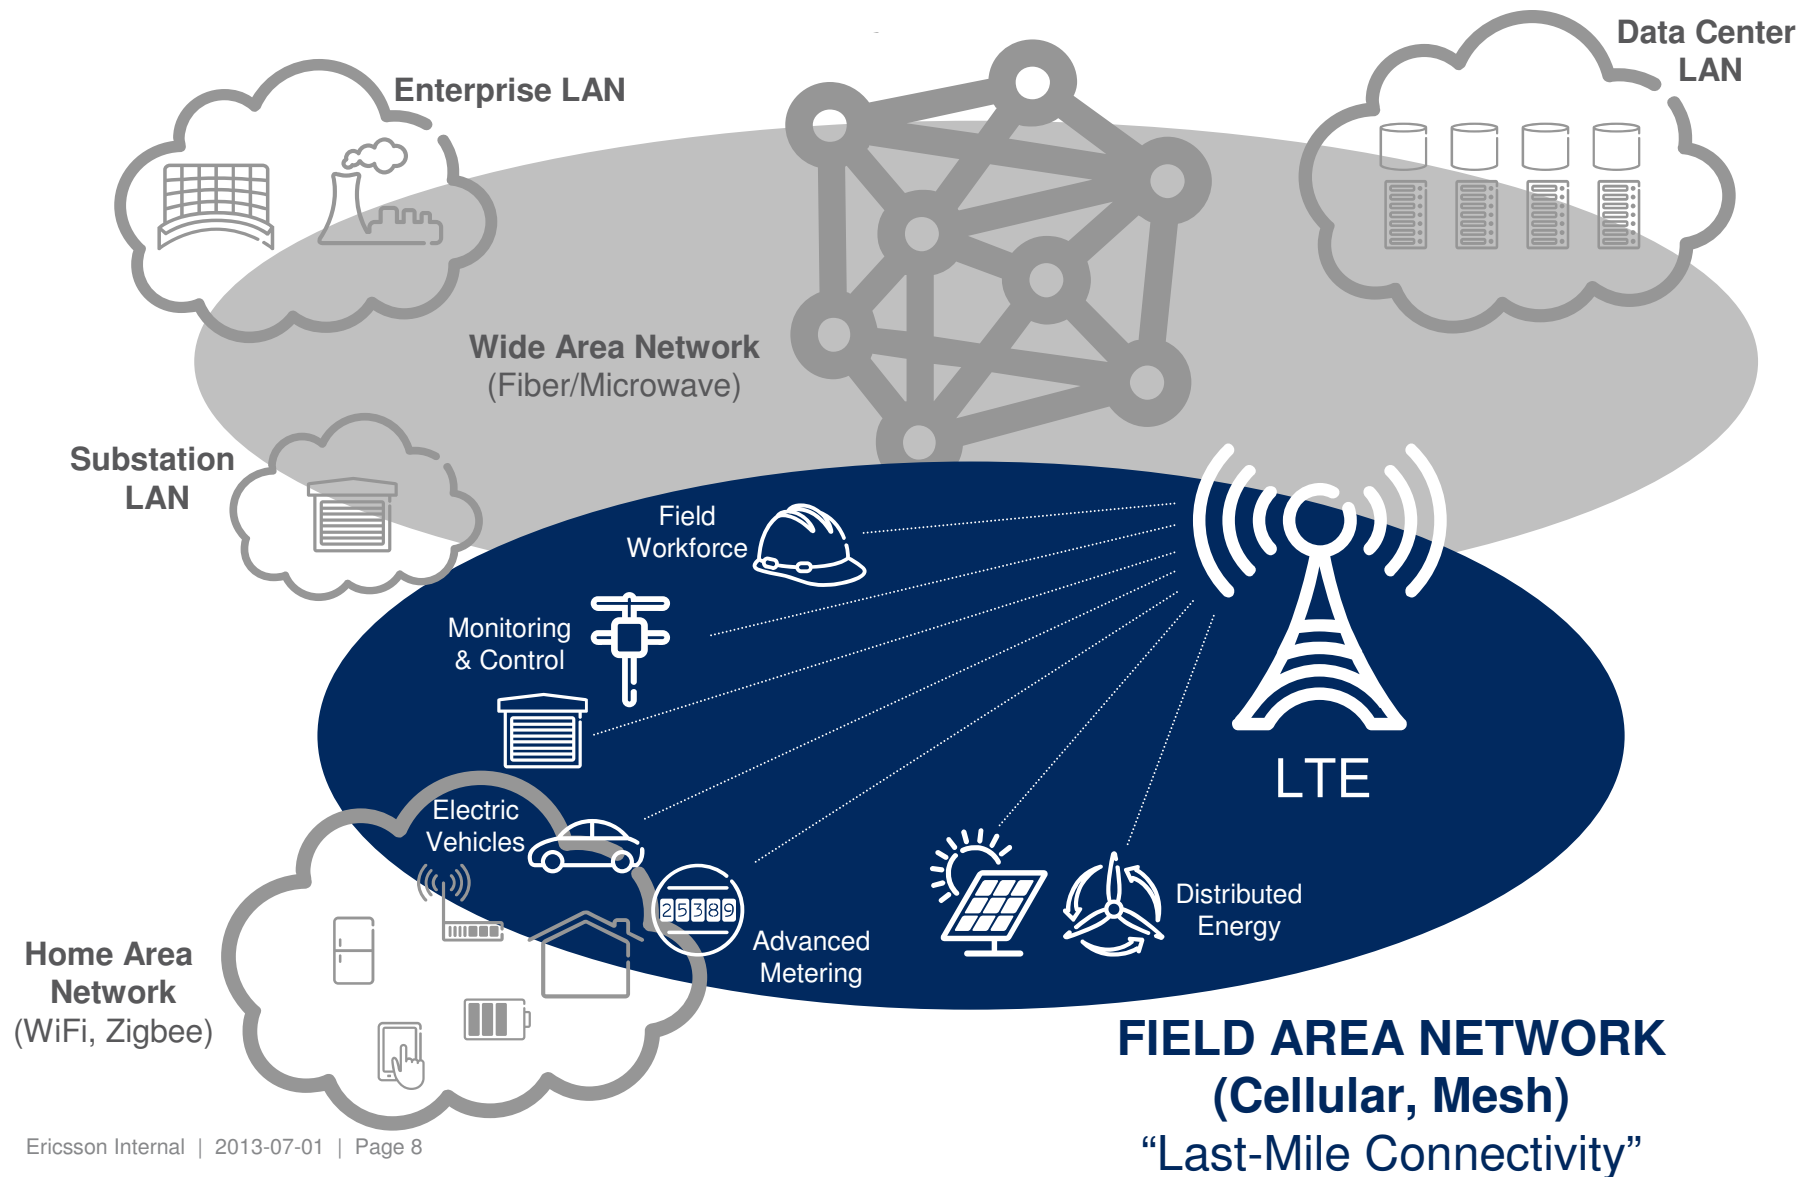 Data Center
LAN
Enterprise LAN
Wide Area Network
(Fiber/Microwave)
Substation
LAN
Field
Workforce
Monitoring
& Control
LTE
Electric
Vehicles
25389
Distributed
Energy
Advanced
Metering
Home Area
Network
(WiFi, Zigbee)
FIELD AREA NETWORK
(Cellular, Mesh)
“Last-Mile Connectivity”
Ericsson Internal | 2013-07-01 | Page 8